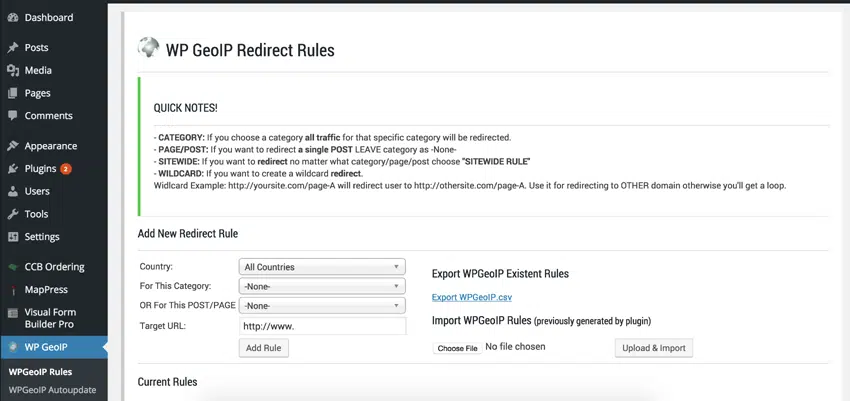 Dashboard
Posts
Media
Pages
Comments
Appearance
Plugins 2
Users
Tools
Settings
CCB Ordering
MapPress
Visual Form
Builder Pro
WP GeoIP
WPGeoIP Rules
WPGeoIP Autoupdate
WP GeoIP Redirect Rules
QUICK NOTES!
- CATEGORY: If you choose a category all traffic for that specific category will be redirected.
- PAGE/POST: If you want to redirect a single POST LEAVE category as -None-
- SITEWIDE: If you want to redirect no matter what category/page/post choose "SITEWIDE RULE"
- WILDCARD: If you want to create a wildcard redirect.
Widlcard Example: http://yoursite.com/page-A will redirect user to http://othersite.com/page-A. Use it for redirecting to OTHER domain otherwise you'll get a loop.
Add New Redirect Rule
Country: All Countries
For This Category: -None-
OR For This POST/PAGE -None-
Target URL: http://www.
Add Rule
Export WPGeoIP Existent Rules
Export WPGeoIP.csv
Import WPGeoIP Rules (previously generated by plugin)
Choose File No file chosen Upload & Import
Current Rules